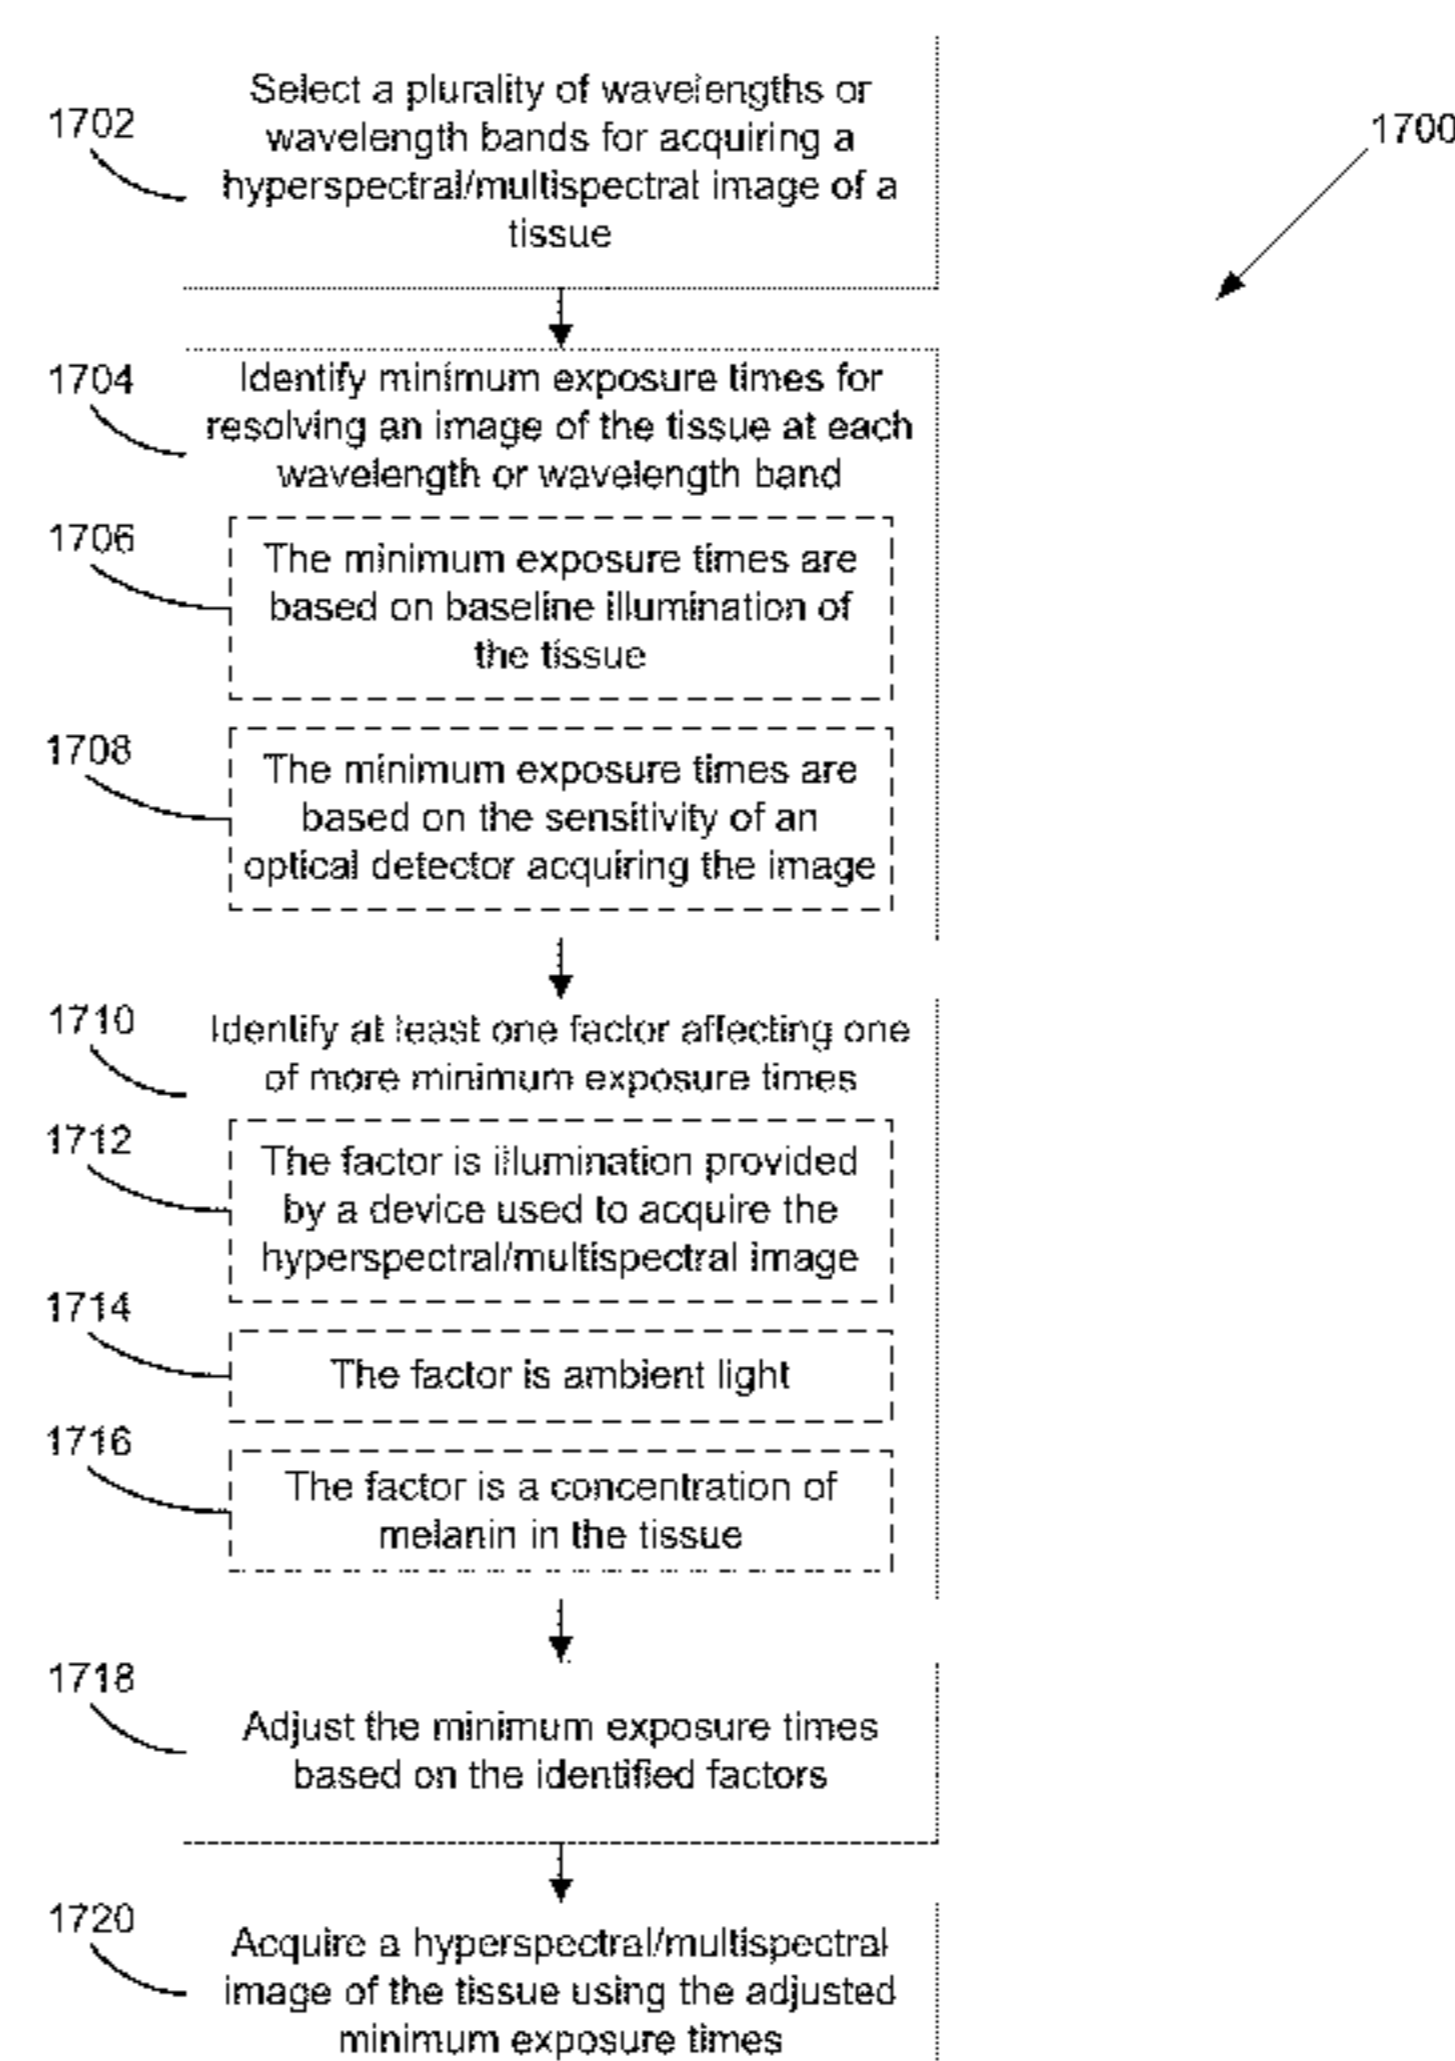 1700
1702
Select a plurality of wavelengths or
wavelength bands for acquiring a
hyperspectral/multispectral image of a
tissue
1704
Identify minimum exposure times for
resolving an image of the tissue at each
wavelength or wavelength band
1706
The minimum exposure times are
based on baseline illumination of
the tissue
1708
The minimum exposure times are
based on the sensitivity of an
optical detector acquiring the image
1710
Identify at least one factor affecting one
of more minimum exposure times
1712
The factor is illumination provided
by a device used to acquire the
hyperspectral/multispectral image
1714
The factor is ambient light
1716
The factor is a concentration of
melanin in the tissue
1718
Adjust the minimum exposure times
based on the identified factors
1720
Acquire a hyperspectral/multispectral
image of the tissue using the adjusted
minimum exposure times